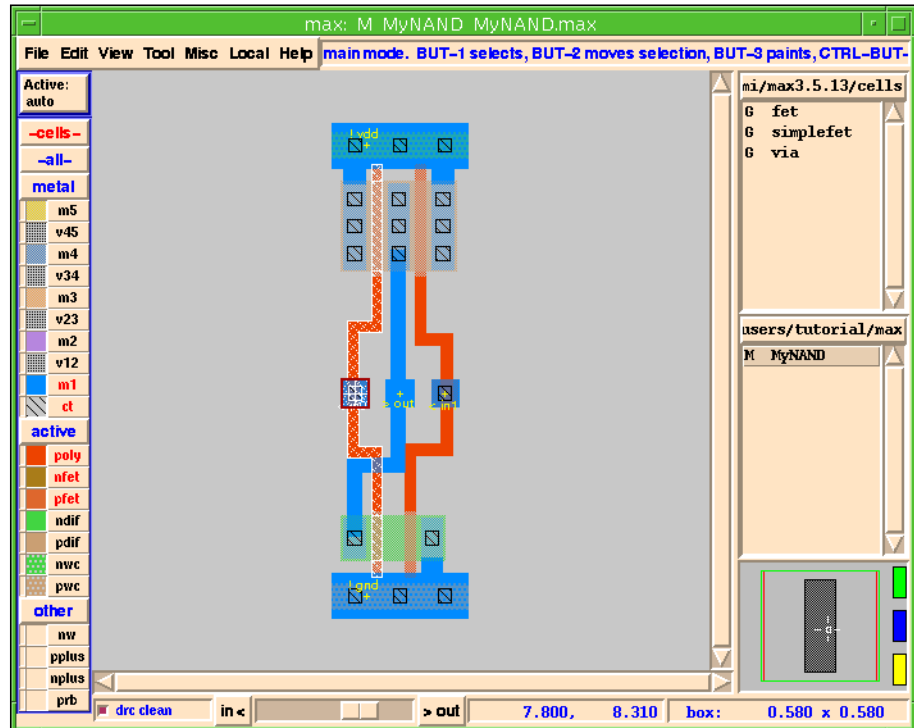 max: M MyNAND MyNAND.max
File Edit View Tool Misc Local Help
main mode. BUT-1 selects, BUT-2 moves selection, BUT-3 paints, CTRL-BUT-
Active:
auto
-cells-
-all-
metal
m5
v45
m4
v34
m3
v23
m2
v12
m1
ct
active
poly
nfet
pfet
ndif
pdif
nwc
pwc
other
nw
pplus
nplus
prb
!vdd
out
in1
!gnd
mi/max3.5.13/cells
G fet
G simplefet
G via
users/tutorial/max
M MyNAND
drc clean
in <
> out
7.800, 8.310
box: 0.580 x 0.580